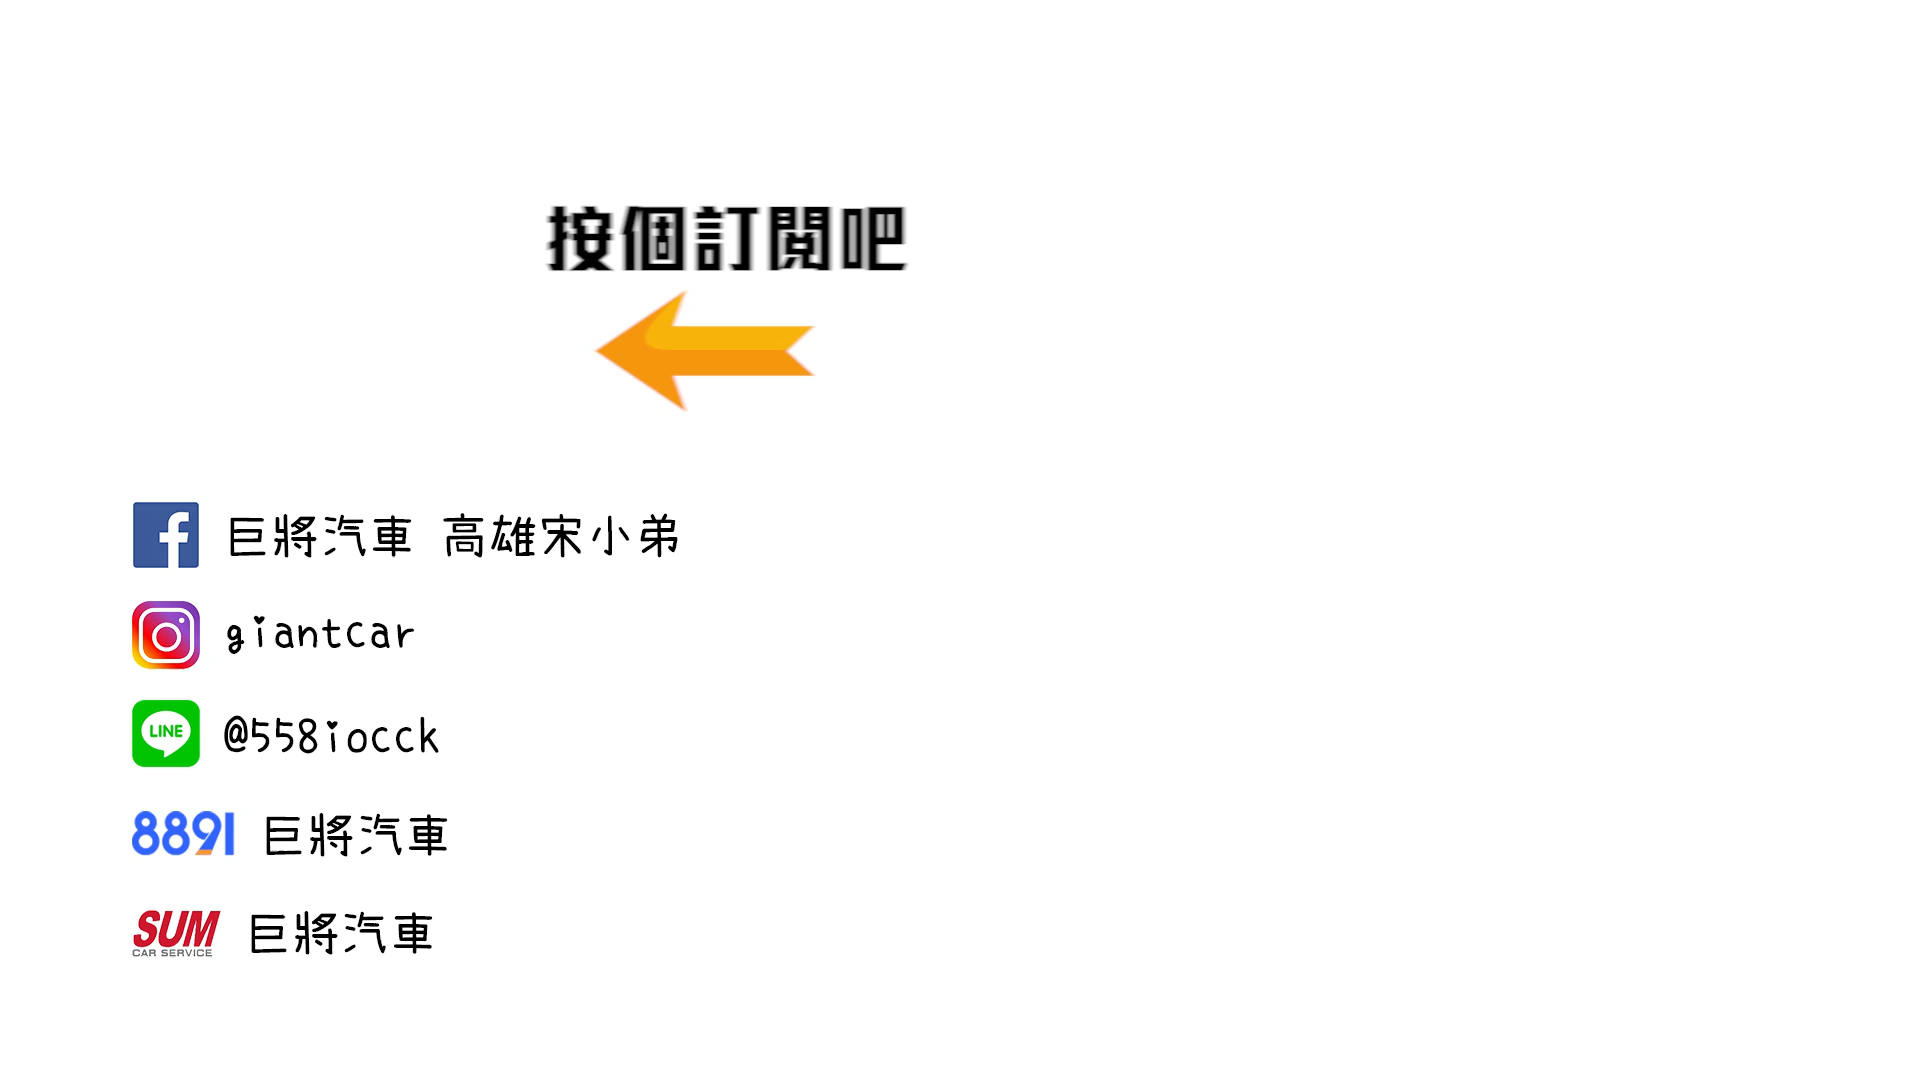 按個訂閱吧
巨將汽車 高雄宋小弟
giantcar
LINE @558iocck
8891 巨將汽車
SUM 巨將汽車
CAR SERVICE